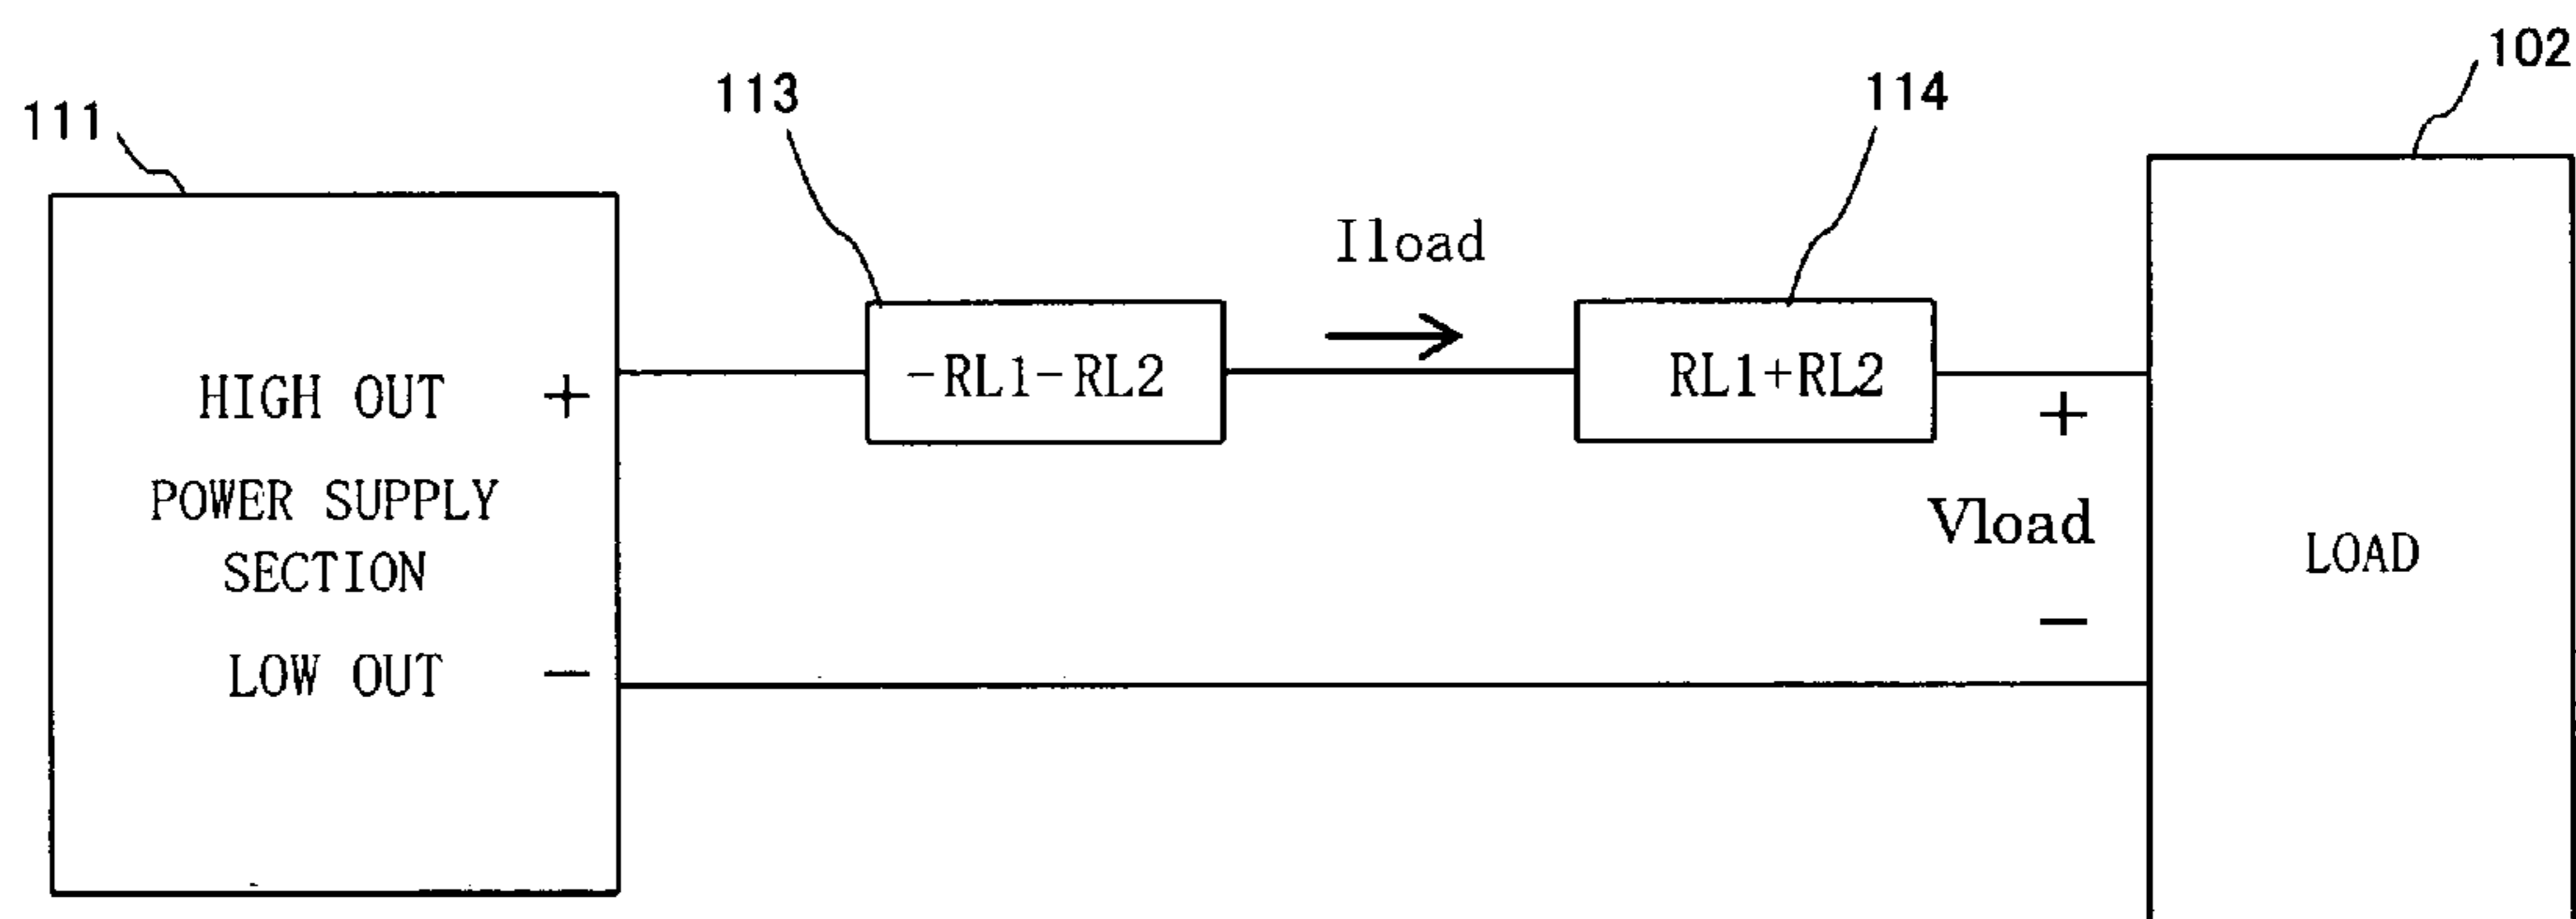 102
113
114
111
Iload
-RL1-RL2
RL1+RL2
HIGH OUT +
+
POWER SUPPLY
SECTION
Vload
LOAD
−
LOW OUT −